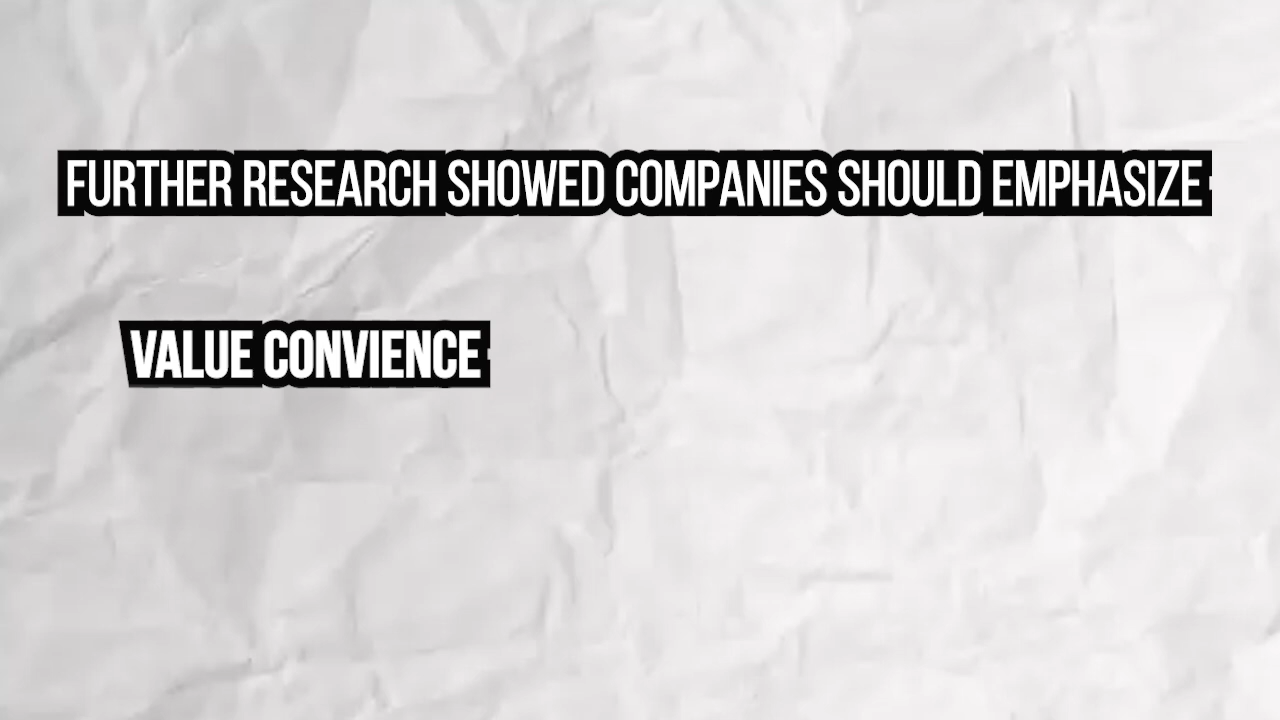 FURTHER RESEARCH SHOWED COMPANIES SHOULD EMPHASIZE
VALUE CONVIENCE